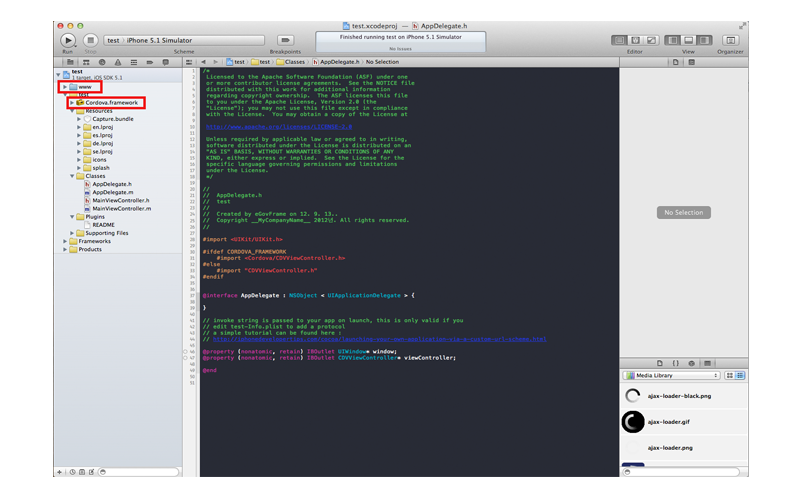 test.xcodeproj — AppDelegate.h
Run
Stop
test
iPhone 5.1 Simulator
Scheme
Breakpoints
Finished running test on iPhone 5.1 Simulator
No Issues
Editor
View
Organizer
test
test
Classes
AppDelegate.h
No Selection
test
1 target, iOS SDK 5.1
www
test
Cordova.framework
Resources
Capture.bundle
en.lproj
es.lproj
de.lproj
se.lproj
icons
splash
Classes
AppDelegate.h
AppDelegate.m
MainViewController.h
MainViewController.m
Plugins
README
Supporting Files
Frameworks
Products
/*
Licensed to the Apache Software Foundation (ASF) under one
or more contributor license agreements.  See the NOTICE file
distributed with this work for additional information
regarding copyright ownership.  The ASF licenses this file
to you under the Apache License, Version 2.0 (the
"License"); you may not use this file except in compliance
with the License.  You may obtain a copy of the License at
http://www.apache.org/licenses/LICENSE-2.0
Unless required by applicable law or agreed to in writing,
software distributed under the License is distributed on an
"AS IS" BASIS, WITHOUT WARRANTIES OR CONDITIONS OF ANY
KIND, either express or implied.  See the License for the
specific language governing permissions and limitations
under the License.
*/
//
//  AppDelegate.h
//  test
//
//  Created by eGovFrame on 12. 9. 13..
//  Copyright __MyCompanyName__ 2012년. All rights reserved.
//
#import <UIKit/UIKit.h>
#ifdef CORDOVA_FRAMEWORK
#import <Cordova/CDVViewController.h>
#else
#import "CDVViewController.h"
#endif
@interface AppDelegate : NSObject < UIApplicationDelegate > {
}
// invoke string is passed to your app on launch, this is only valid if you
// edit test-Info.plist to add a protocol
// a simple tutorial can be found here :
// http://iphonedevelopertips.com/cocoa/launching-your-own-application-via-a-custom-url-scheme.html
@property (nonatomic, retain) IBOutlet UIWindow* window;
@property (nonatomic, retain) IBOutlet CDVViewController* viewController;
@end
No Selection
Media Library
ajax-loader-black.png
ajax-loader.gif
ajax-loader.png